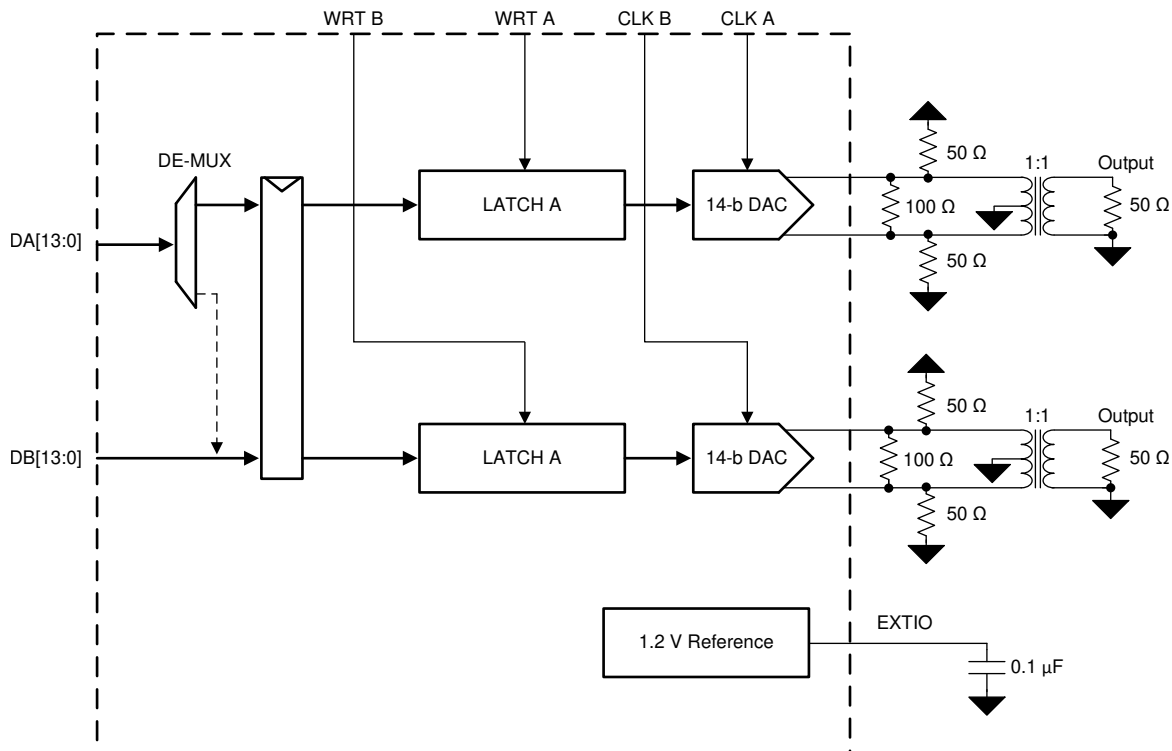 WRT B
WRT A
CLK B
CLK A
DE-MUX
DA[13:0]
LATCH A
14-b DAC
50 Ω
100 Ω
50 Ω
1:1
Output
50 Ω
DB[13:0]
LATCH A
14-b DAC
50 Ω
100 Ω
50 Ω
1:1
Output
50 Ω
1.2 V Reference
EXTIO
0.1 µF